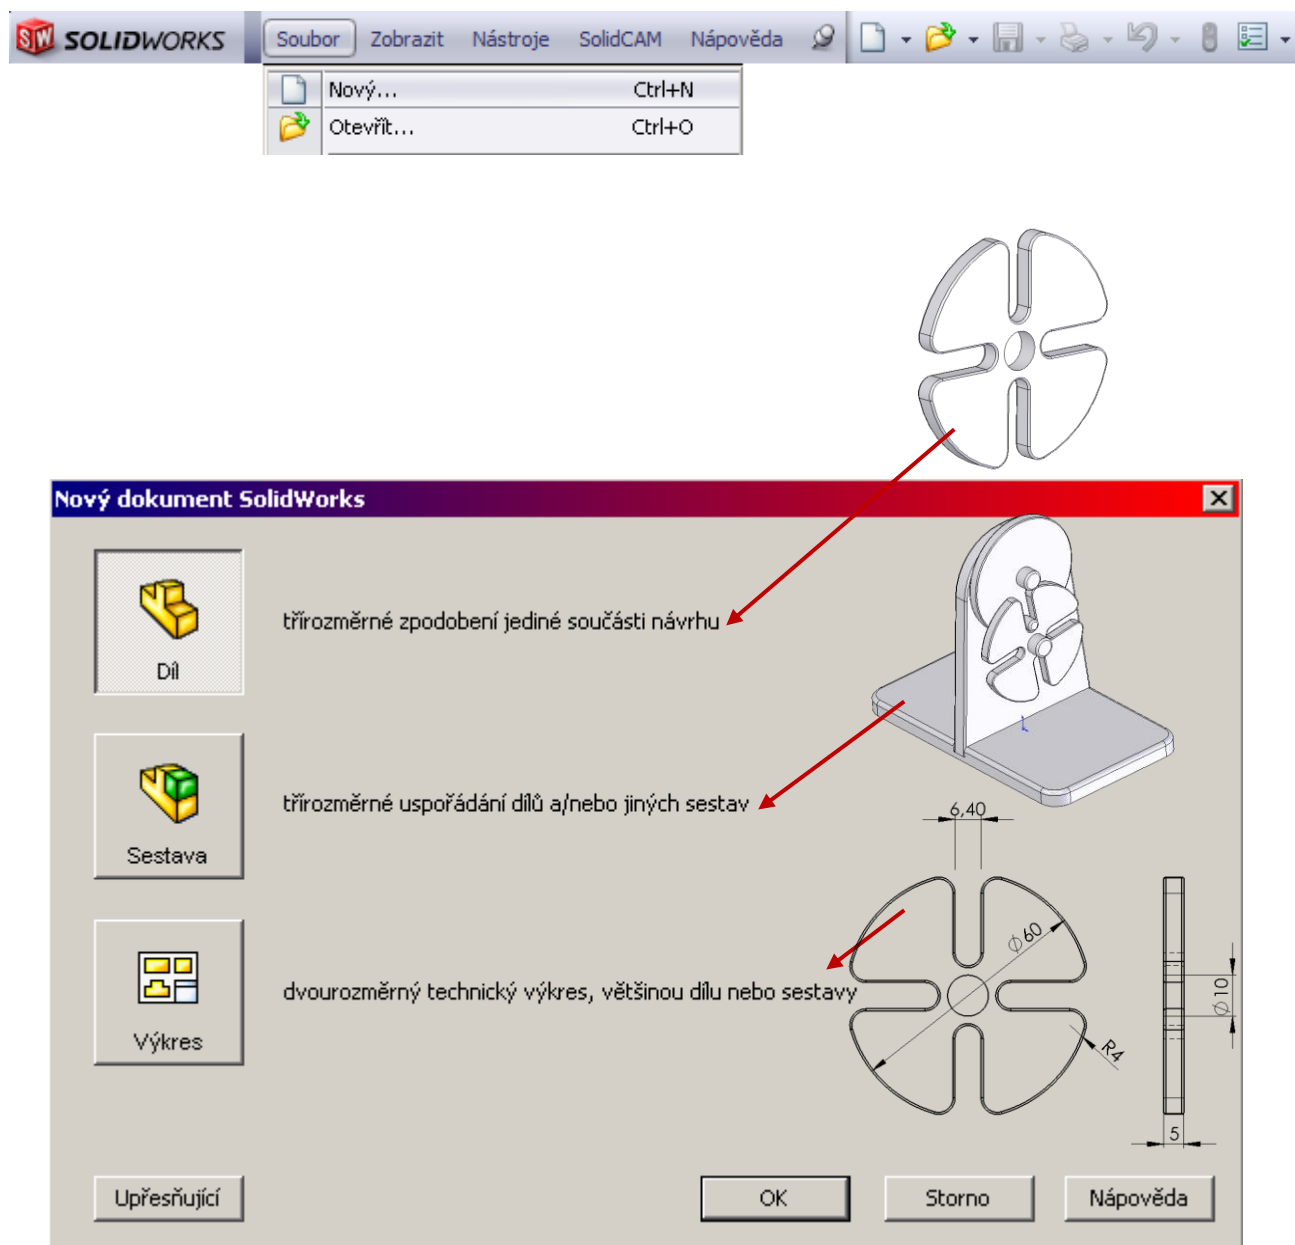 SOLIDWORKS Soubor Zobrazit Nástroje SolidCAM Nápověda
Nový... Ctrl+N
Otevřít... Ctrl+O
Nový dokument SolidWorks
třírozměrné zpodobení jediné součásti návrhu
Díl
třírozměrné uspořádání dílů a/nebo jiných sestav
6,40
Sestava
Ø60
dvourozměrný technický výkres, většinou dílu nebo sestavy
Ø10
Výkres
R4
5
Upřesňující OK Storno Nápověda